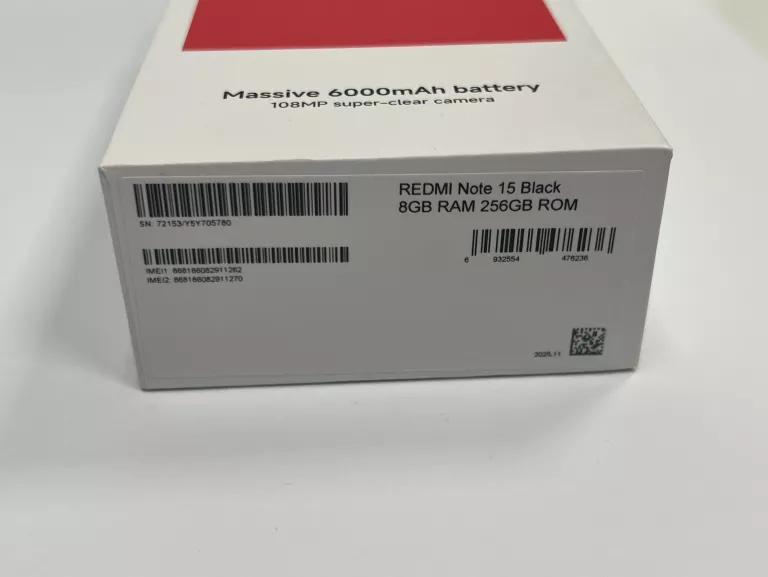 Massive 6000mAh battery
108MP super-clear camera
REDMI Note 15 Black
8GB RAM 256GB ROM
SN: 72153/Y5Y705780
6 932554 476236
IMEI1: 868186082911262
IMEI2: 868186082911270
2025.11